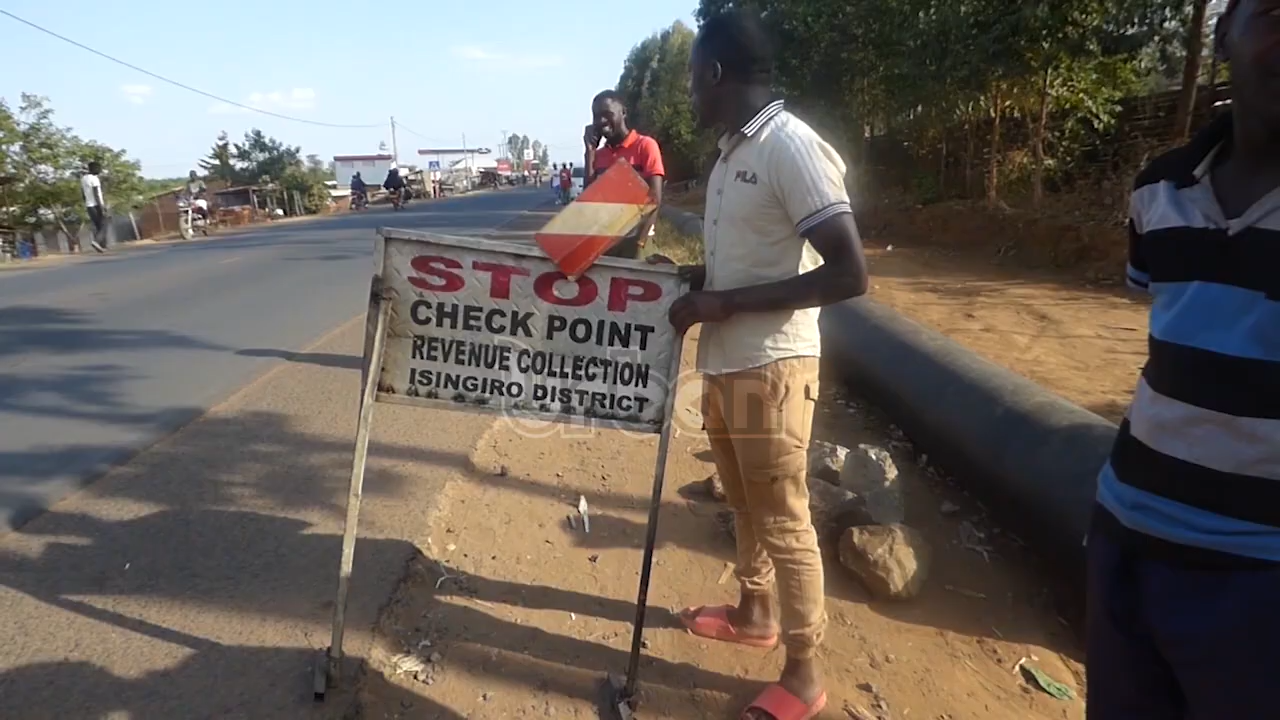 FILA
STOP
CHECK POINT
REVENUE COLLECTION
ISINGIRO DISTRICT